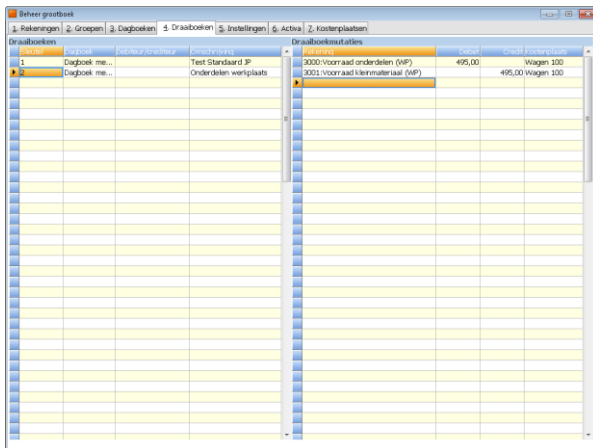 Beheer grootboek
1. Rekeningen 2. Groepen 3. Dagboeken 4. Draaiboeken 5. Instellingen 6. Activa 7. Kostenplaatsen
Draaiboeken Draaiboekmutaties
Sleutel Dagboek Debiteur/crediteur Omschrijving Rekening Debet Credit Kostenplaats
1 Dagboek me... Test Standaard JP 3000:Voorraad onderdelen (WP) 495,00 Wagen 100
2 Dagboek me... Onderdelen werkplaats 3001:Voorraad kleinmateriaal (WP) 495,00 Wagen 100